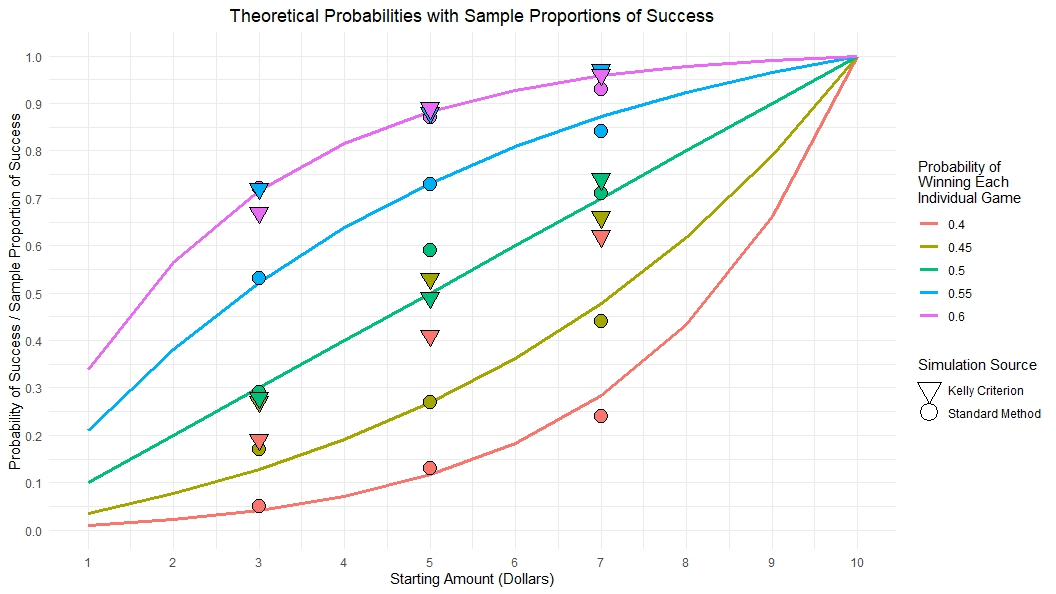 Theoretical Probabilities with Sample Proportions of Success
Probability of Success / Sample Proportion of Success
1.0
0.9
0.8
0.7
0.6
0.5
0.4
0.3
0.2
0.1
0.0
1 2 3 4 5 6 7 8 9 10
Starting Amount (Dollars)
Probability of
Winning Each
Individual Game
0.4
0.45
0.5
0.55
0.6
Simulation Source
Kelly Criterion
Standard Method